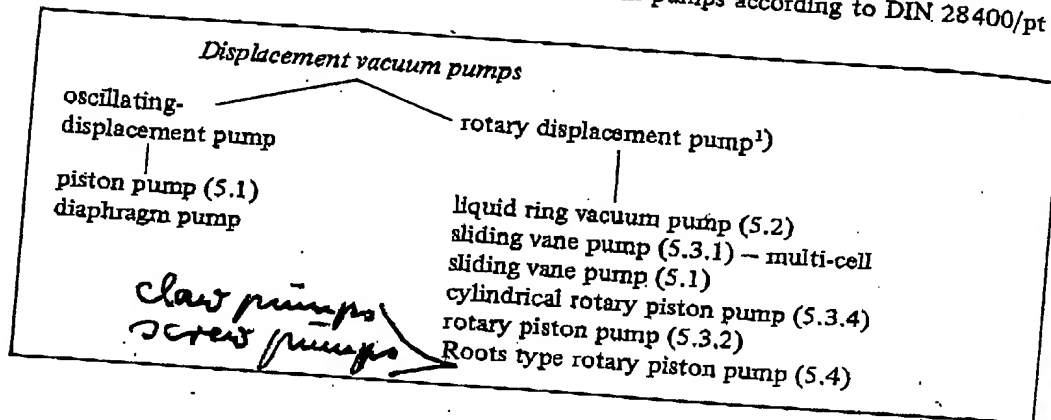 pumps according to DIN 28400/pt
Displacement vacuum pumps
oscillating-
displacement pump
piston pump (5.1)
diaphragm pump
rotary displacement pump¹)
liquid ring vacuum pump (5.2)
sliding vane pump (5.3.1) – multi-cell
sliding vane pump (5.1)
cylindrical rotary piston pump (5.3.4)
rotary piston pump (5.3.2)
Roots type rotary piston pump (5.4)
claw pumps
screw pumps